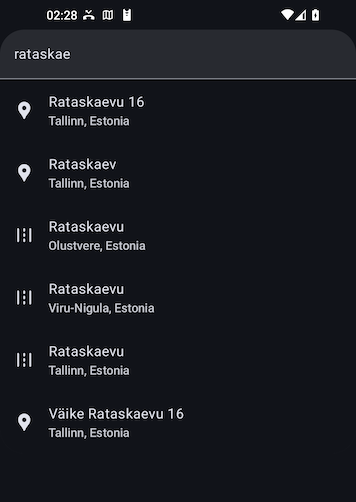 02:28
rataskae
Rataskaevu 16
Tallinn, Estonia
Rataskaev
Tallinn, Estonia
Rataskaevu
Olustvere, Estonia
Rataskaevu
Viru-Nigula, Estonia
Rataskaevu
Tallinn, Estonia
Väike Rataskaevu 16
Tallinn, Estonia